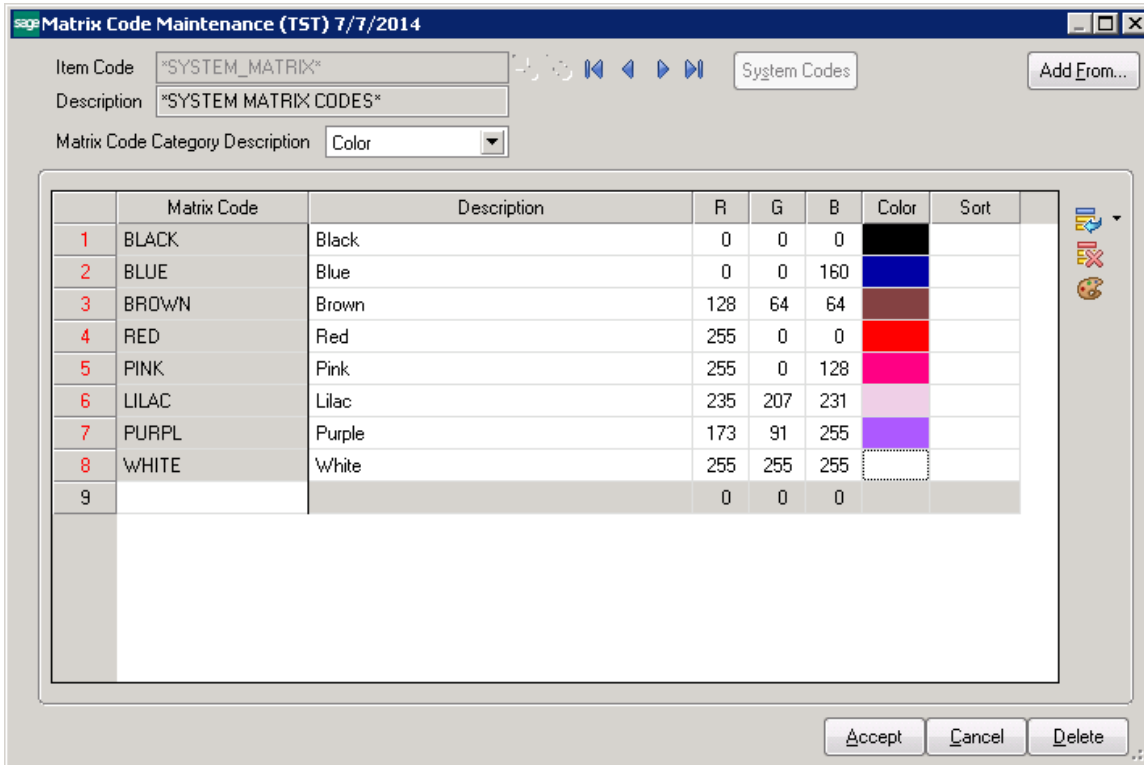 sage Matrix Code Maintenance (TST) 7/7/2014
Item Code *SYSTEM_MATRIX* System Codes Add From...
Description *SYSTEM MATRIX CODES*
Matrix Code Category Description Color
Matrix Code Description R G B Color Sort
1 BLACK Black 0 0 0
2 BLUE Blue 0 0 160
3 BROWN Brown 128 64 64
4 RED Red 255 0 0
5 PINK Pink 255 0 128
6 LILAC Lilac 235 207 231
7 PURPL Purple 173 91 255
8 WHITE White 255 255 255
9 0 0 0
Accept Cancel Delete